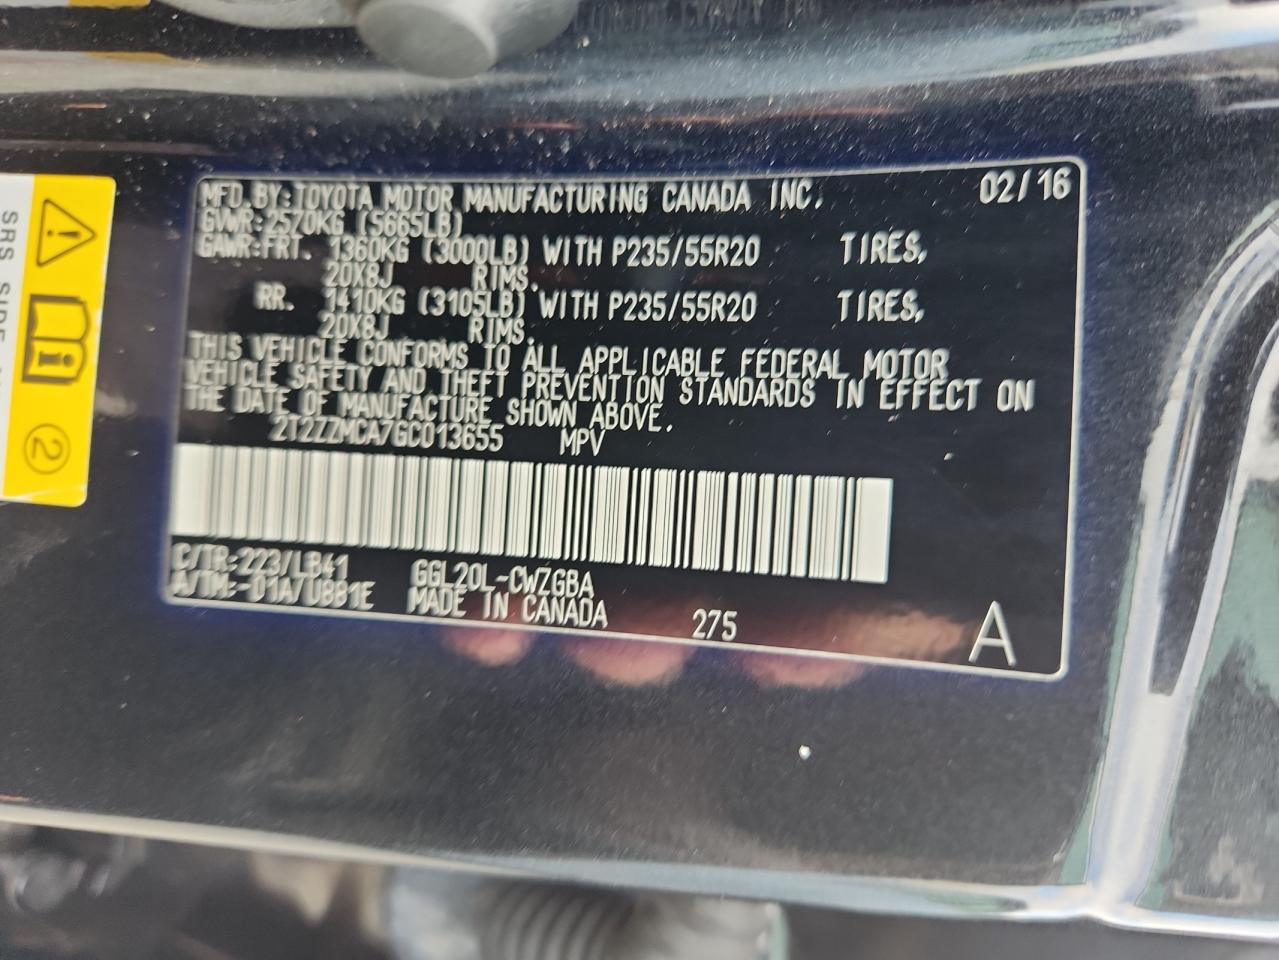 MFD.BY:TOYOTA MOTOR MANUFACTURING CANADA INC. 02/16
GVWR:2570KG (5665LB)
GAWR:FRT. 1360KG (3000LB) WITH P235/55R20 TIRES,
20X8J RIMS.
RR. 1410KG (3105LB) WITH P235/55R20 TIRES,
20X8J RIMS.
THIS VEHICLE CONFORMS TO ALL APPLICABLE FEDERAL MOTOR
VEHICLE SAFETY AND THEFT PREVENTION STANDARDS IN EFFECT ON
THE DATE OF MANUFACTURE SHOWN ABOVE.
2T2ZZMCA7GC013655 MPV
C/TR:223/LB41 GGL20L-CWZGBA
A/TM:-01A/U881E MADE IN CANADA 275 A
SRS SIDE
2